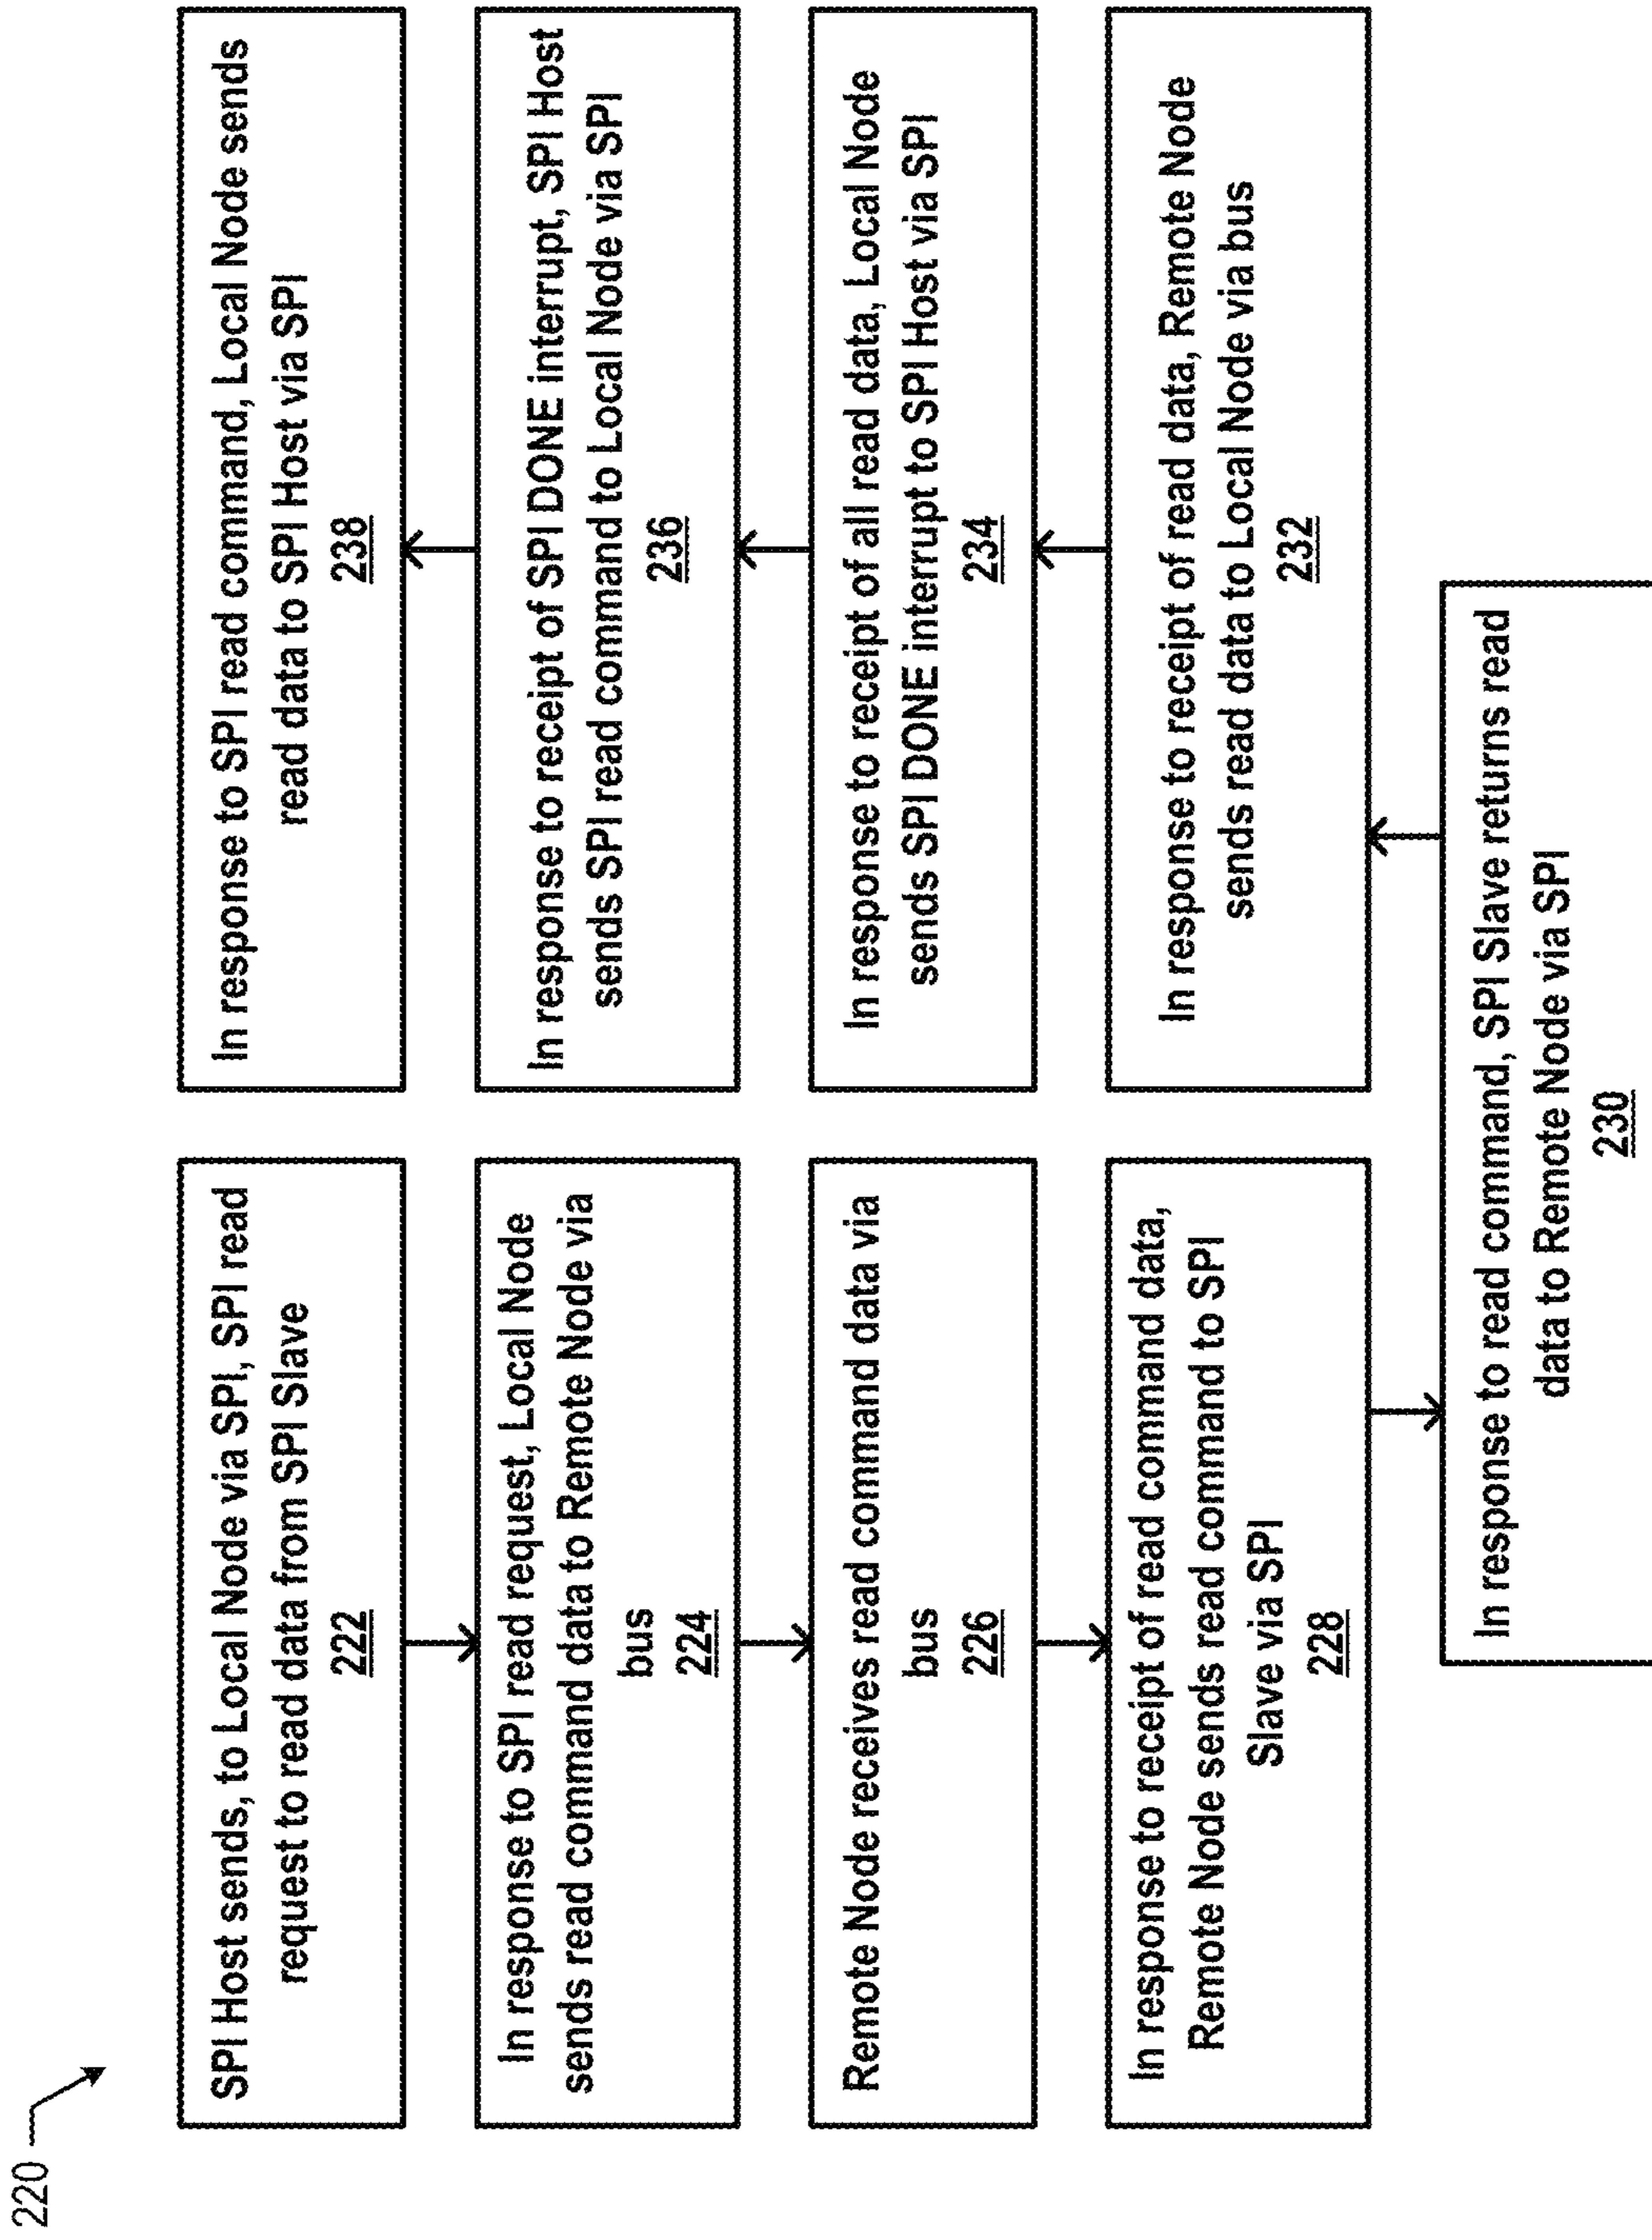 220
SPI Host sends, to Local Node via SPI, SPI read
request to read data from SPI Slave
222
In response to SPI read request, Local Node
sends read command data to Remote Node via
bus
224
Remote Node receives read command data via
bus
226
In response to receipt of read command data,
Remote Node sends read command to SPI
Slave via SPI
228
In response to read command, SPI Slave returns read
data to Remote Node via SPI
230
In response to receipt of read data, Remote Node
sends read data to Local Node via bus
232
In response to receipt of all read data, Local Node
sends SPI DONE interrupt to SPI Host via SPI
234
In response to receipt of SPI DONE interrupt, SPI Host
sends SPI read command to Local Node via SPI
236
In response to SPI read command, Local Node sends
read data to SPI Host via SPI
238